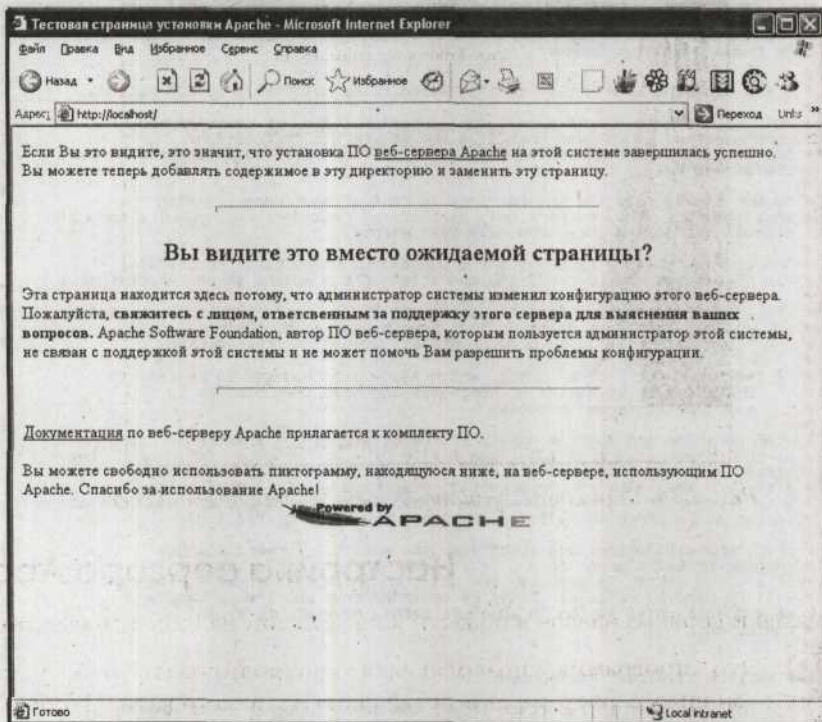 Тестовая страница установки Apache - Microsoft Internet Explorer
Файл Правка Вид Избранное Сервис Справка
Назад Поиск Избранное
Адрес: http://localhost/ Переход Links »
Если Вы это видите, это значит, что установка ПО веб-сервера Apache на этой системе завершилась успешно.
Вы можете теперь добавлять содержимое в эту директорию и заменить эту страницу.
Вы видите это вместо ожидаемой страницы?
Эта страница находится здесь потому, что администратор системы изменил конфигурацию этого веб-сервера.
Пожалуйста, свяжитесь с лицом, ответсвенным за поддержку этого сервера для выяснения ваших
вопросов. Apache Software Foundation, автор ПО веб-сервера, которым пользуется администратор этой системы,
не связан с поддержкой этой системы и не может помочь Вам разрешить проблемы конфигурации.
Документация по веб-серверу Apache прилагается к комплекту ПО.
Вы можете свободно использовать пиктограмму, находящуюся ниже, на веб-сервере, использующим ПО
Apache. Спасибо за использование Apache!
Powered by
APACHE
Готово Local intranet